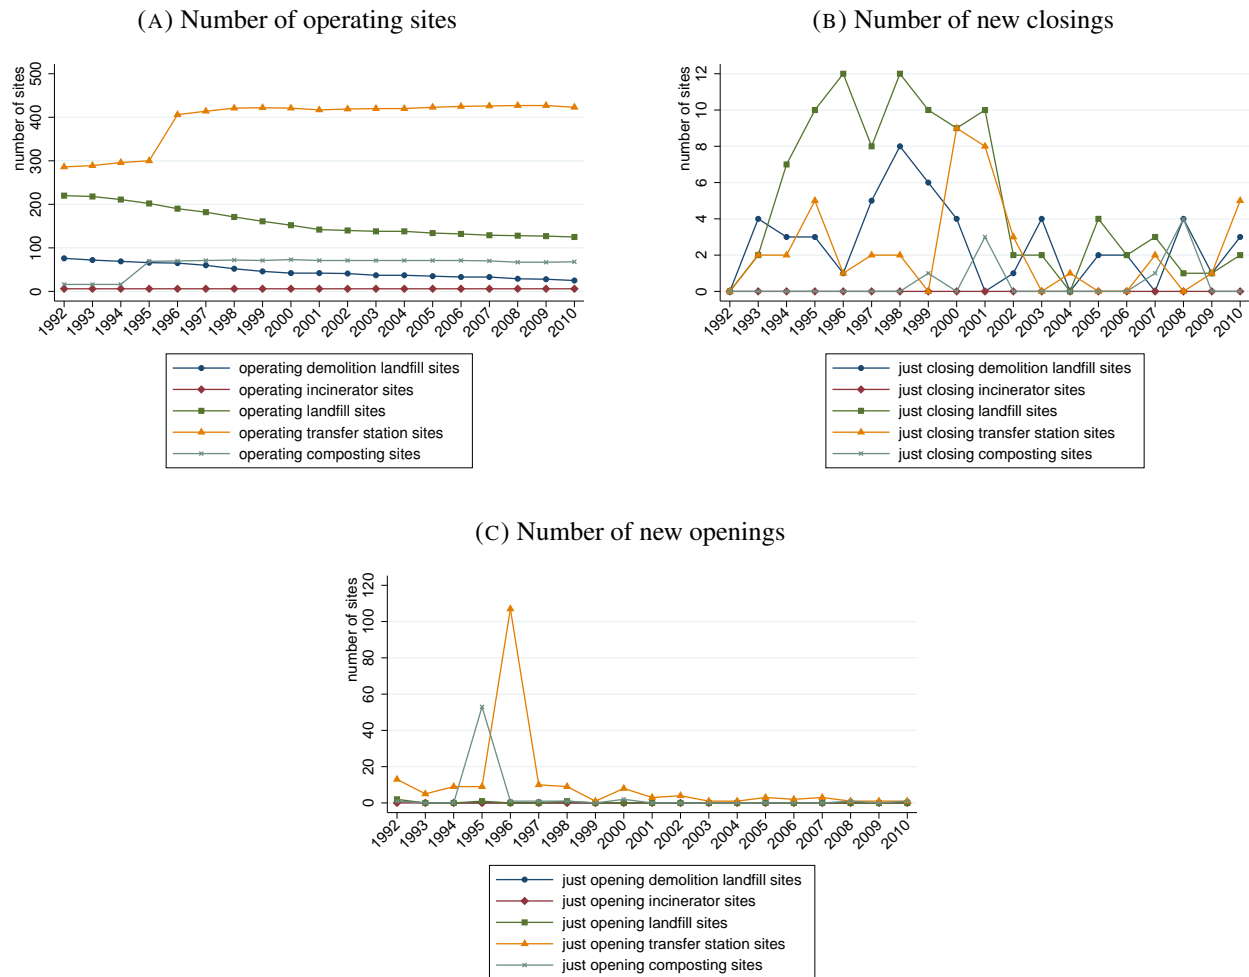 (A) Number of operating sites
number of sites
0 100 200 300 400 500
1992 1993 1994 1995 1996 1997 1998 1999 2000 2001 2002 2003 2004 2005 2006 2007 2008 2009 2010
operating demolition landfill sites
operating incinerator sites
operating landfill sites
operating transfer station sites
operating composting sites
(B) Number of new closings
number of sites
0 2 4 6 8 10 12
1992 1993 1994 1995 1996 1997 1998 1999 2000 2001 2002 2003 2004 2005 2006 2007 2008 2009 2010
just closing demolition landfill sites
just closing incinerator sites
just closing landfill sites
just closing transfer station sites
just closing composting sites
(C) Number of new openings
number of sites
0 20 40 60 80 100 120
1992 1993 1994 1995 1996 1997 1998 1999 2000 2001 2002 2003 2004 2005 2006 2007 2008 2009 2010
just opening demolition landfill sites
just opening incinerator sites
just opening landfill sites
just opening transfer station sites
just opening composting sites